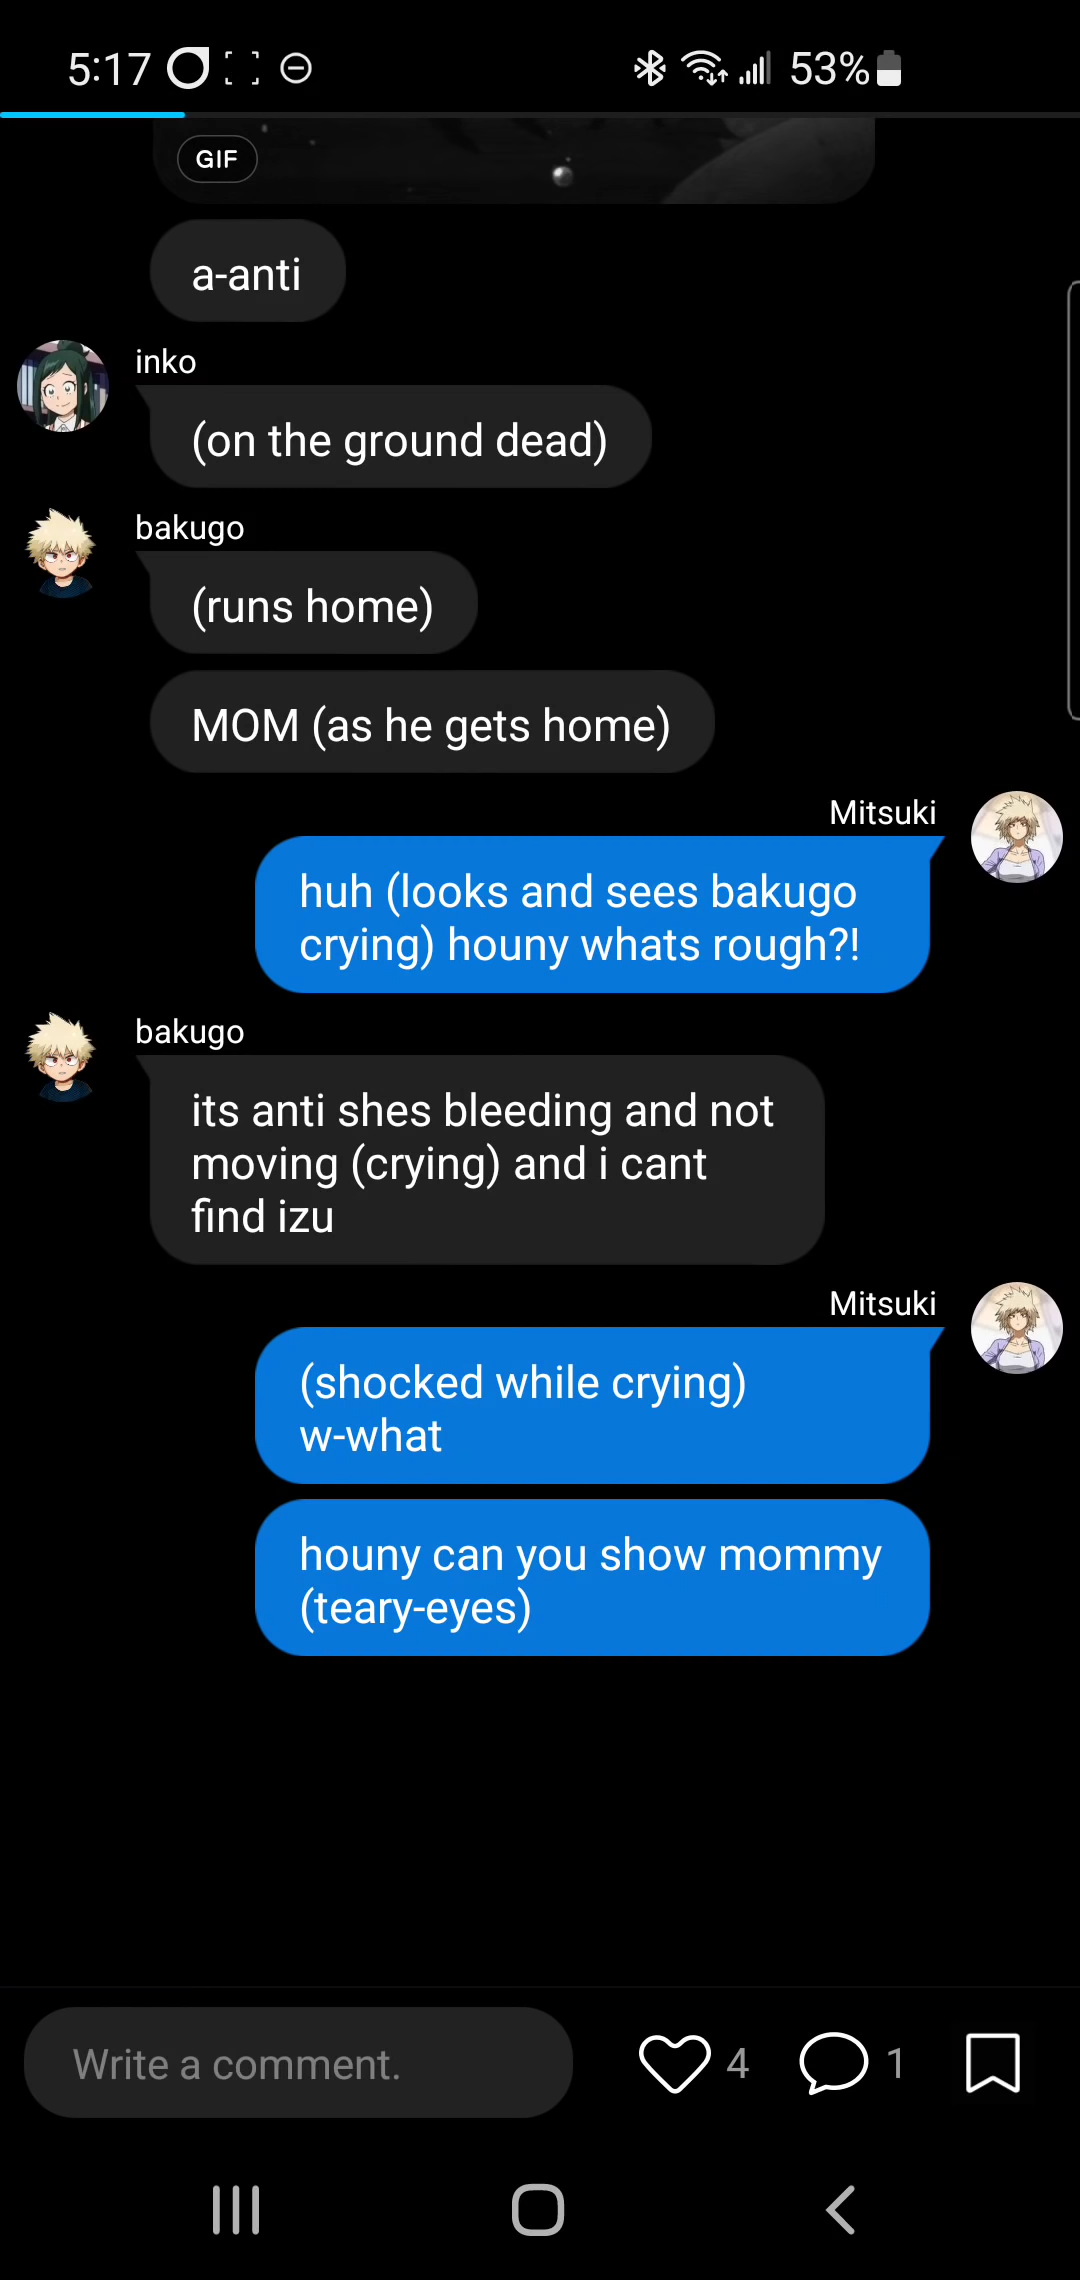 5:17 53%
GIF
a-anti
inko
(on the ground dead)
bakugo
(runs home)
MOM (as he gets home)
Mitsuki
huh (looks and sees bakugo
crying) houny whats rough?!
bakugo
its anti shes bleeding and not
moving (crying) and i cant
find izu
Mitsuki
(shocked while crying)
w-what
houny can you show mommy
(teary-eyes)
Write a comment. 4 1